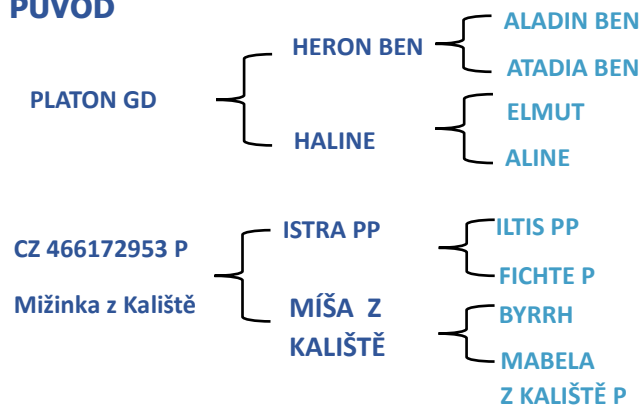 PŮVOD
PLATON GD
HERON BEN
ALADIN BEN
ATADIA BEN
HALINE
ELMUT
ALINE
CZ 466172953 P
Mižinka z Kaliště
ISTRA PP
ILTIS PP
FICHTE P
MÍŠA Z
KALIŠTĚ
BYRRH
MABELA
Z KALIŠTĚ P